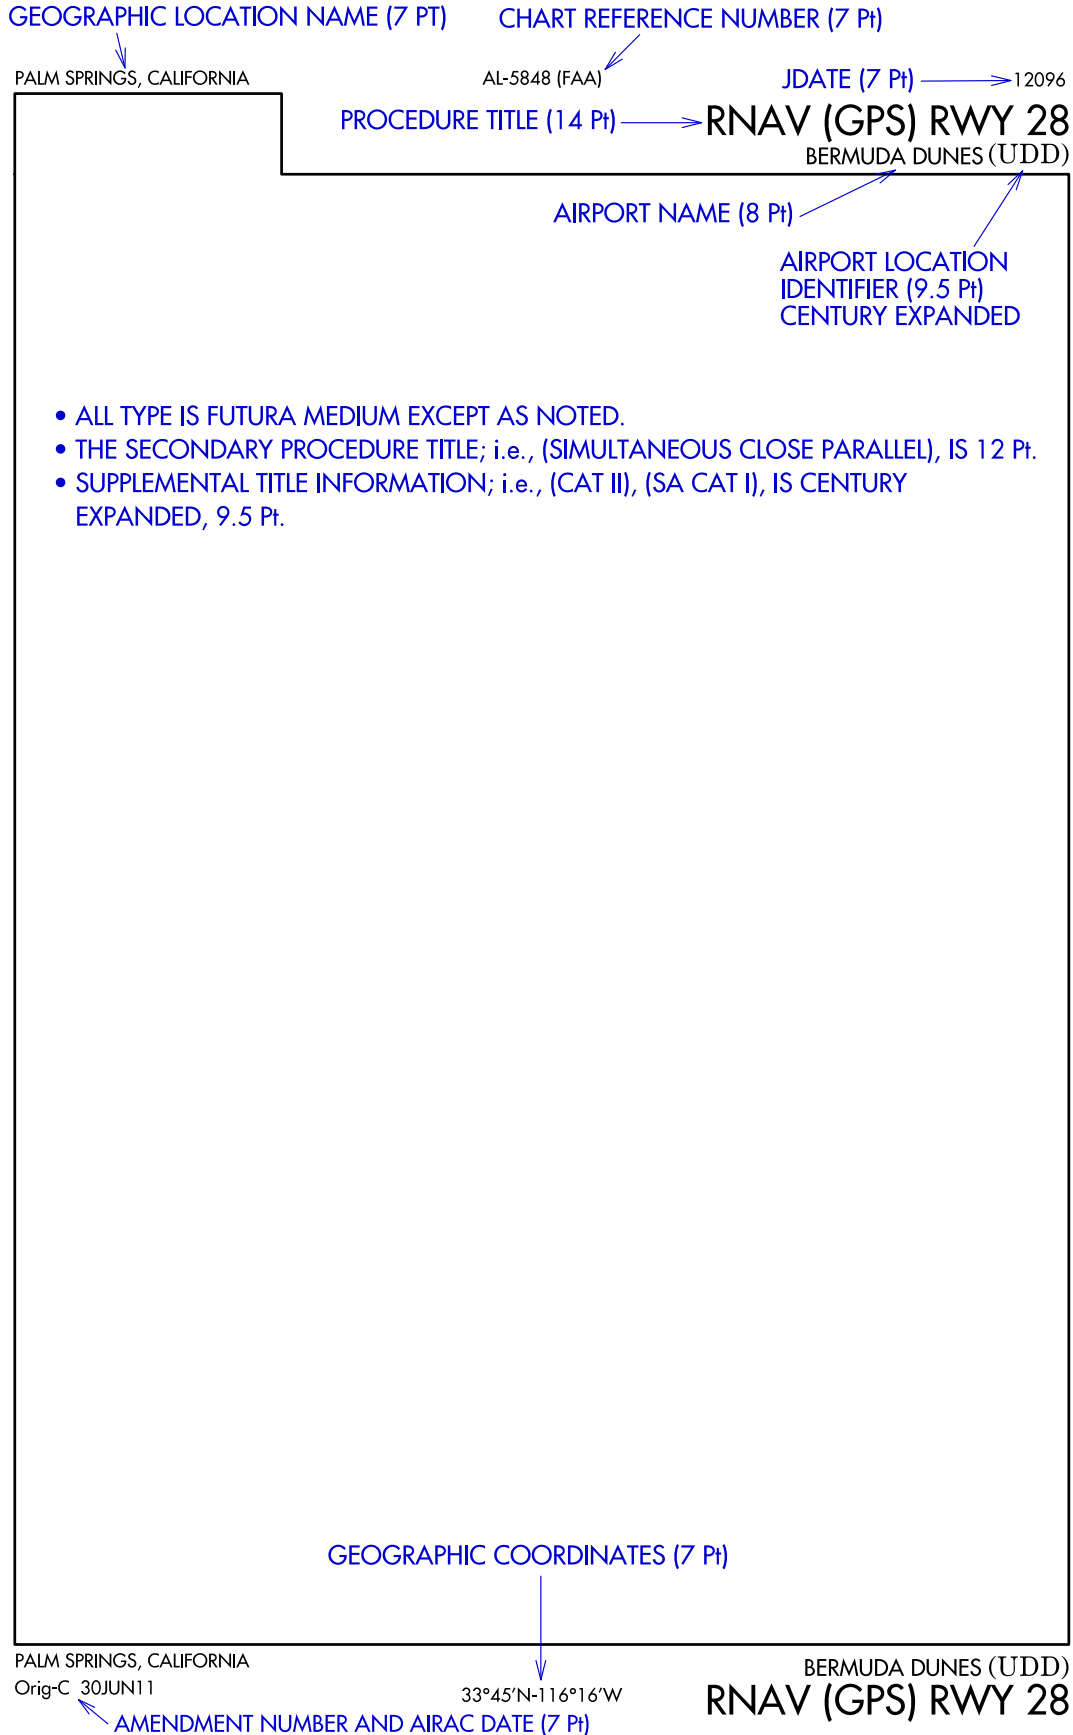 GEOGRAPHIC LOCATION NAME (7 PT)
CHART REFERENCE NUMBER (7 Pt)
PALM SPRINGS, CALIFORNIA
AL-5848 (FAA)
JDATE (7 Pt)
12096
PROCEDURE TITLE (14 Pt)
RNAV (GPS) RWY 28
BERMUDA DUNES (UDD)
AIRPORT NAME (8 Pt)
AIRPORT LOCATION
IDENTIFIER (9.5 Pt)
CENTURY EXPANDED
• ALL TYPE IS FUTURA MEDIUM EXCEPT AS NOTED.
• THE SECONDARY PROCEDURE TITLE; i.e., (SIMULTANEOUS CLOSE PARALLEL), IS 12 Pt.
• SUPPLEMENTAL TITLE INFORMATION; i.e., (CAT II), (SA CAT I), IS CENTURY
EXPANDED, 9.5 Pt.
GEOGRAPHIC COORDINATES (7 Pt)
PALM SPRINGS, CALIFORNIA
Orig-C 30JUN11
33°45′N-116°16′W
BERMUDA DUNES (UDD)
RNAV (GPS) RWY 28
AMENDMENT NUMBER AND AIRAC DATE (7 Pt)